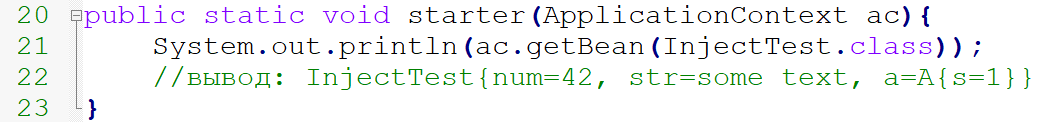 20 public static void starter(ApplicationContext ac){
21     System.out.println(ac.getBean(InjectTest.class));
22     //вывод: InjectTest{num=42, str=some text, a=A{s=1}}
23 }